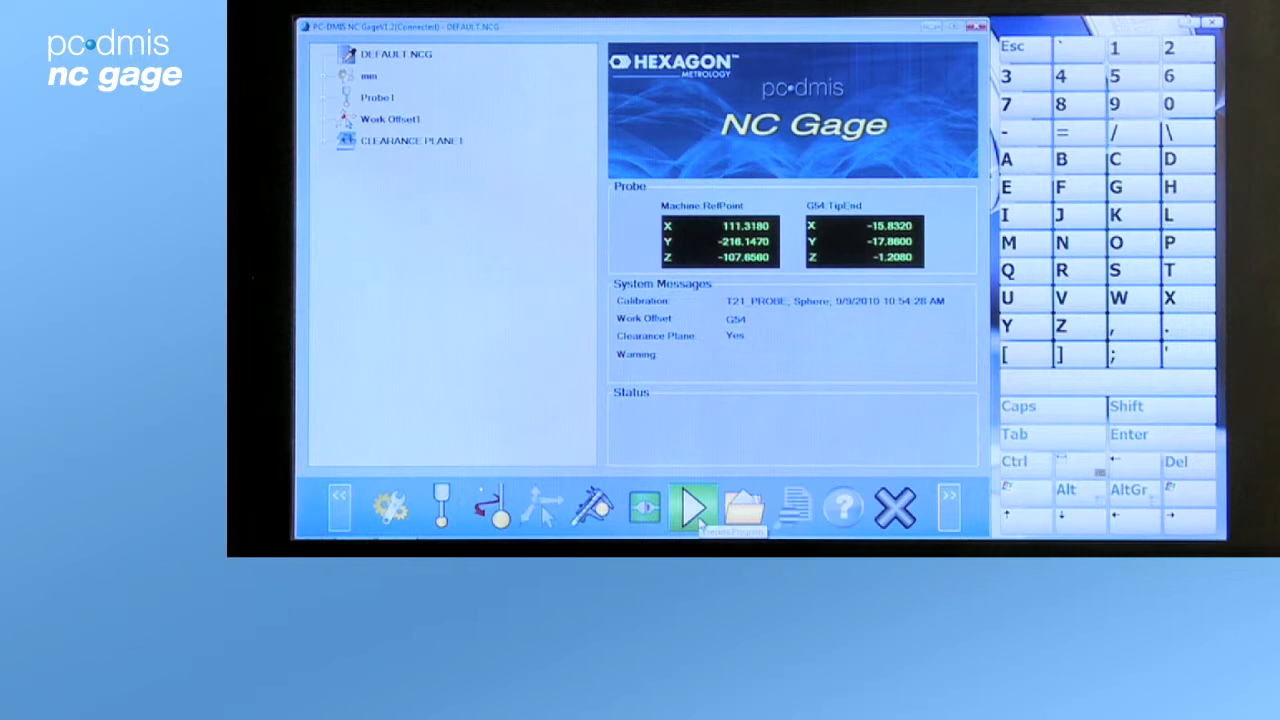 pc•dmis
nc gage
PC-DMIS NC GageV1.2(Connected) - DEFAULT.NCG
DEFAULT.NCG
mm
Probe1
Work Offset1
CLEARANCE PLANE1
HEXAGON™
METROLOGY
pc•dmis
NC Gage
Probe
Machine:RefPoint
X 111.3180
Y -216.1470
Z -107.6560
G54:TipEnd
X -15.8320
Y -17.8600
Z -1.2080
System Messages
Calibration: T21_PROBE, Sphere, 9/9/2010 10:54:28 AM
Work Offset G54
Clearance Plane: Yes
Warning:
Status
<<
?
>>
Execute Program
Esc ` 1 2
3 4 5 6
7 8 9 0
- = / \
A B C D
E F G H
I J K L
M N O P
Q R S T
U V W X
Y Z , .
[ ] ; '
Caps Shift
Tab Enter
Ctrl ← Del
Alt AltGr
↑ ↓ ← →